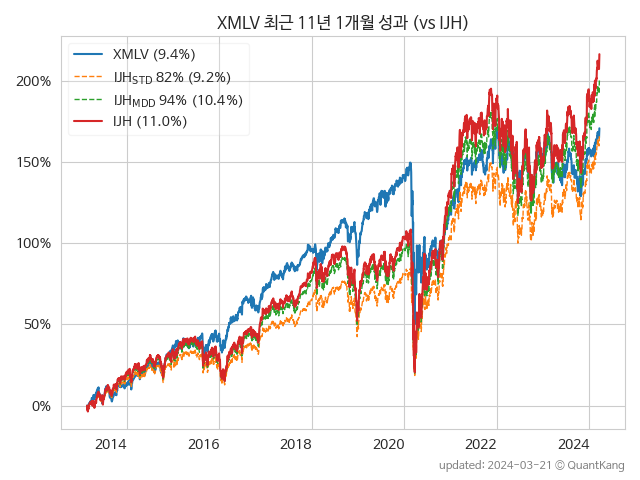 XMLV 최근 11년 1개월 성과 (vs IJH)
XMLV (9.4%)
IJH_STD 82% (9.2%)
IJH_MDD 94% (10.4%)
IJH (11.0%)
200%
150%
100%
50%
0%
2014 2016 2018 2020 2022 2024
updated: 2024-03-21 © QuantKang